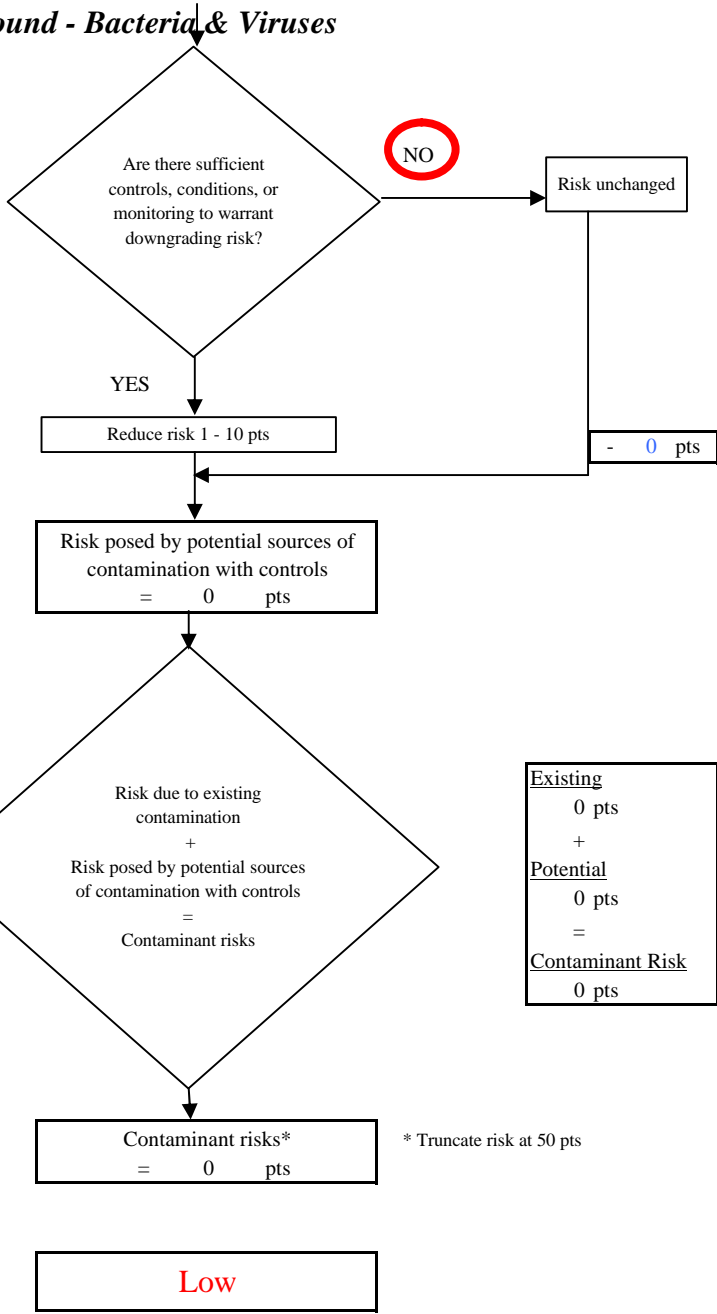 ound - Bacteria & Viruses
Are there sufficient
controls, conditions, or
monitoring to warrant
downgrading risk?
NO
Risk unchanged
YES
Reduce risk 1 - 10 pts
- 0 pts
Risk posed by potential sources of
contamination with controls
= 0 pts
Risk due to existing
contamination
+
Risk posed by potential sources
of contamination with controls
=
Contaminant risks
Existing
0 pts
+
Potential
0 pts
=
Contaminant Risk
0 pts
Contaminant risks*
= 0 pts
* Truncate risk at 50 pts
Low